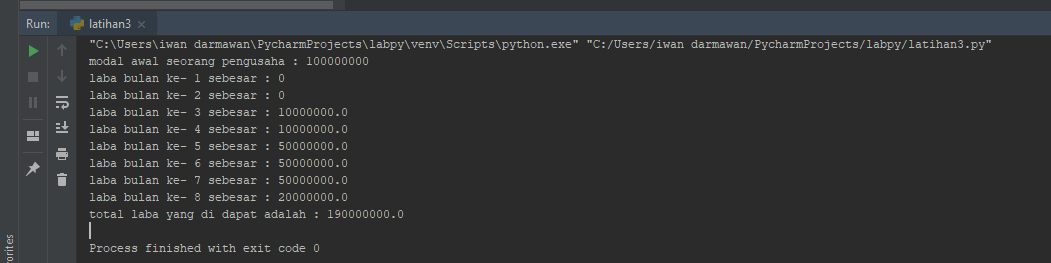 Run: latihan3 ×
"C:\Users\iwan darmawan\PycharmProjects\labpy\venv\Scripts\python.exe" "C:/Users/iwan darmawan/PycharmProjects/labpy/latihan3.py"
modal awal seorang pengusaha : 100000000
laba bulan ke- 1 sebesar : 0
laba bulan ke- 2 sebesar : 0
laba bulan ke- 3 sebesar : 10000000.0
laba bulan ke- 4 sebesar : 10000000.0
laba bulan ke- 5 sebesar : 50000000.0
laba bulan ke- 6 sebesar : 50000000.0
laba bulan ke- 7 sebesar : 50000000.0
laba bulan ke- 8 sebesar : 20000000.0
total laba yang di dapat adalah : 190000000.0
Process finished with exit code 0